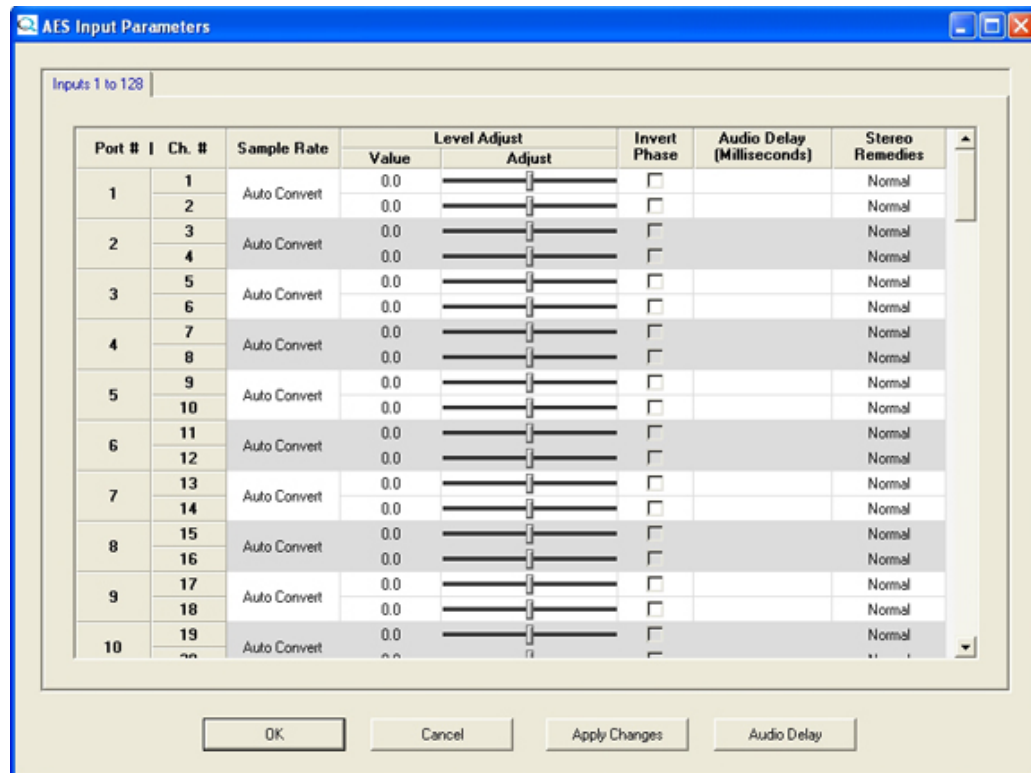 AES Input Parameters
Inputs 1 to 128
Port # | Ch. # Sample Rate Level Adjust Invert Phase Audio Delay (Milliseconds) Stereo Remedies
Value Adjust
1 1 Auto Convert 0.0 Normal
2 0.0 Normal
2 3 Auto Convert 0.0 Normal
4 0.0 Normal
3 5 Auto Convert 0.0 Normal
6 0.0 Normal
4 7 Auto Convert 0.0 Normal
8 0.0 Normal
5 9 Auto Convert 0.0 Normal
10 0.0 Normal
6 11 Auto Convert 0.0 Normal
12 0.0 Normal
7 13 Auto Convert 0.0 Normal
14 0.0 Normal
8 15 Auto Convert 0.0 Normal
16 0.0 Normal
9 17 Auto Convert 0.0 Normal
18 0.0 Normal
10 19 Auto Convert 0.0 Normal
OK Cancel Apply Changes Audio Delay